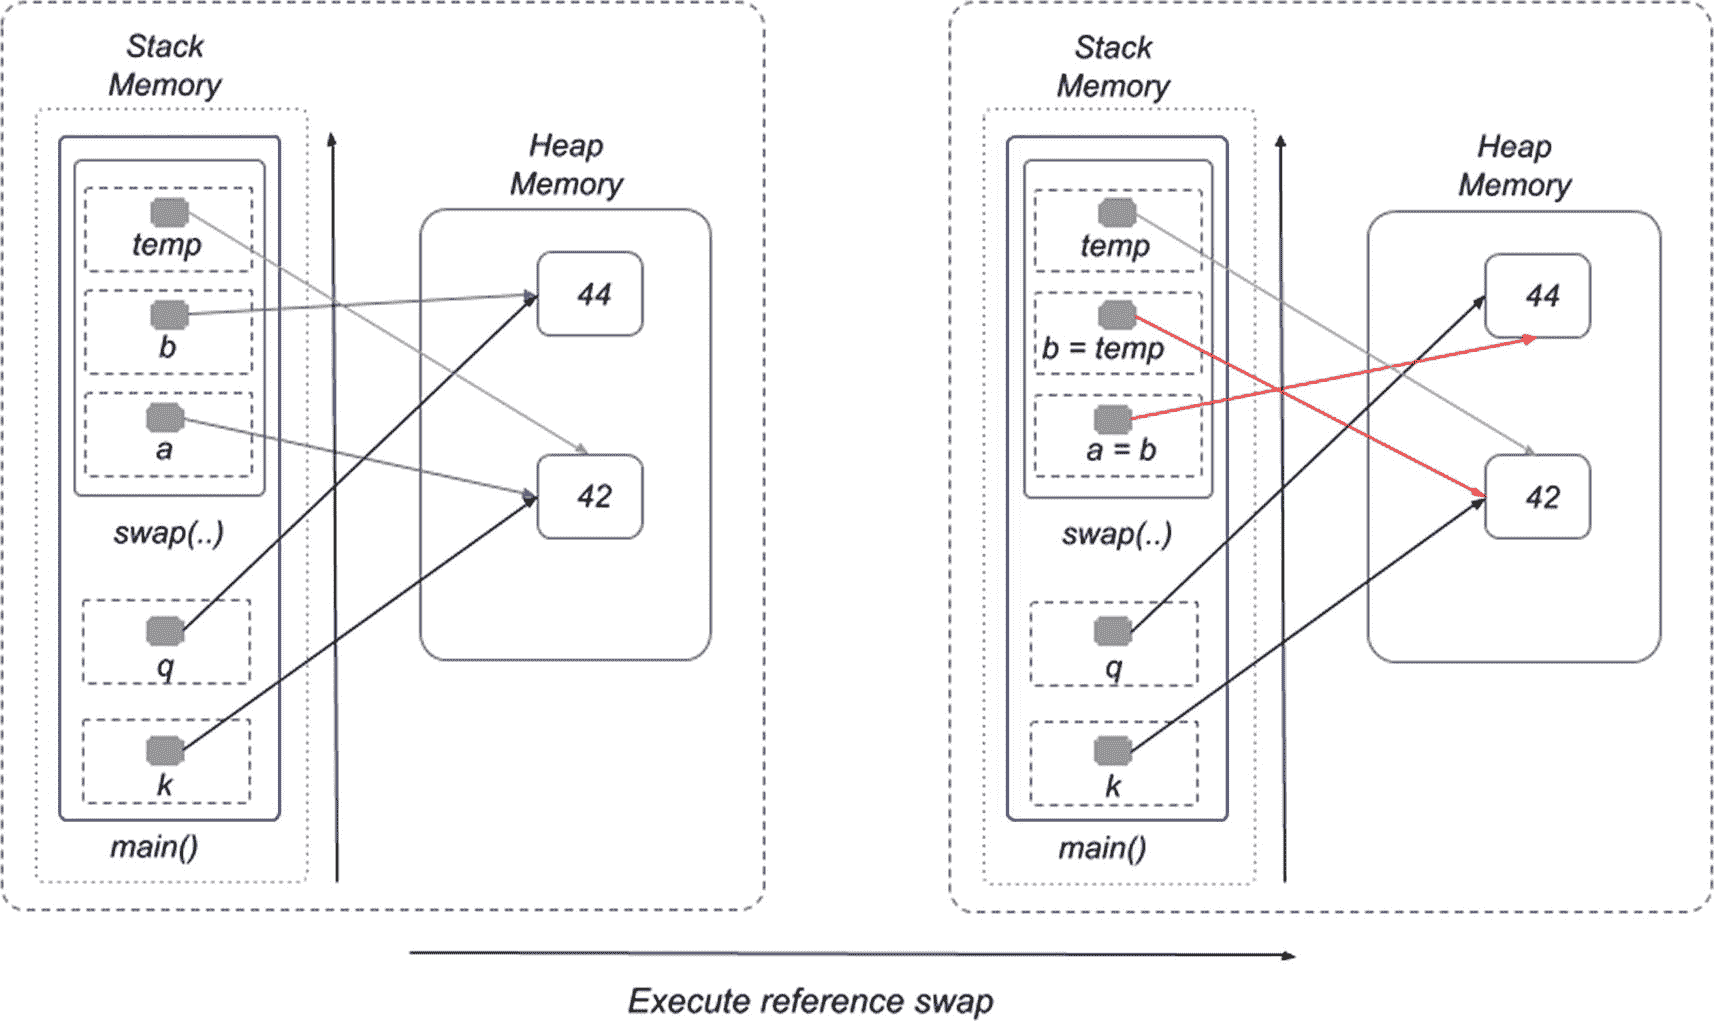 Stack
Memory
Heap
Memory
temp
44
b
a
42
swap(..)
q
k
main()
Stack
Memory
Heap
Memory
temp
44
b = temp
a = b
42
swap(..)
q
k
main()
Execute reference swap